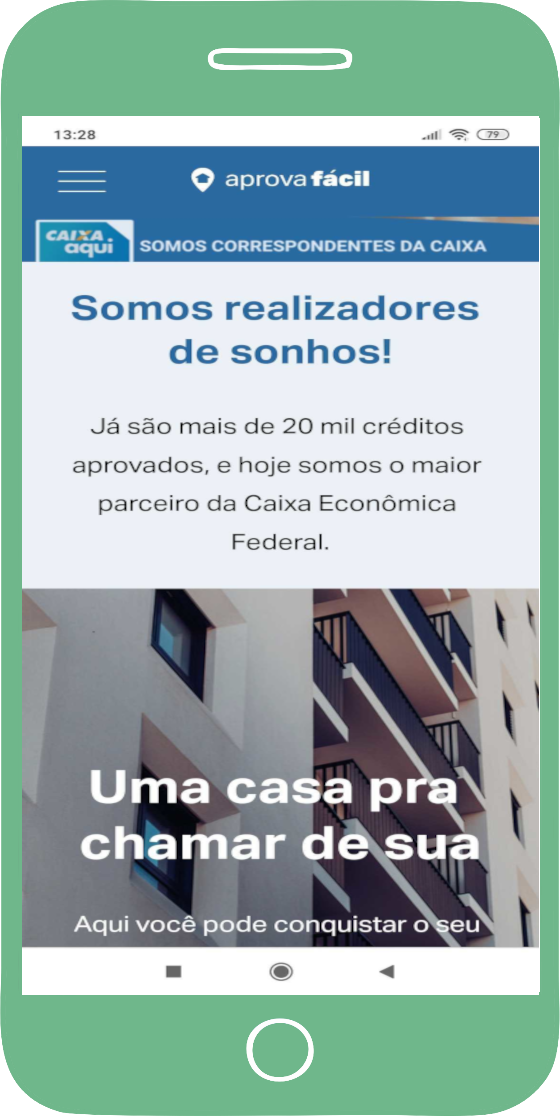 13:28
79
aprova fácil
CAIXA
aqui
SOMOS CORRESPONDENTES DA CAIXA
Somos realizadores
de sonhos!
Já são mais de 20 mil créditos
aprovados, e hoje somos o maior
parceiro da Caixa Econômica
Federal.
Uma casa pra
chamar de sua
Aqui você pode conquistar o seu